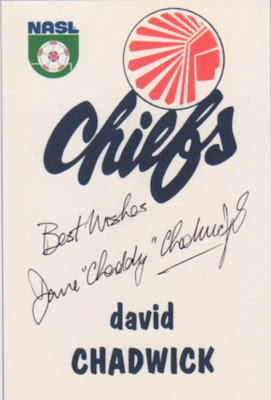 NASL
Chiefs
Best Wishes
Dave "Chaddy" Chadwick
david
CHADWICK